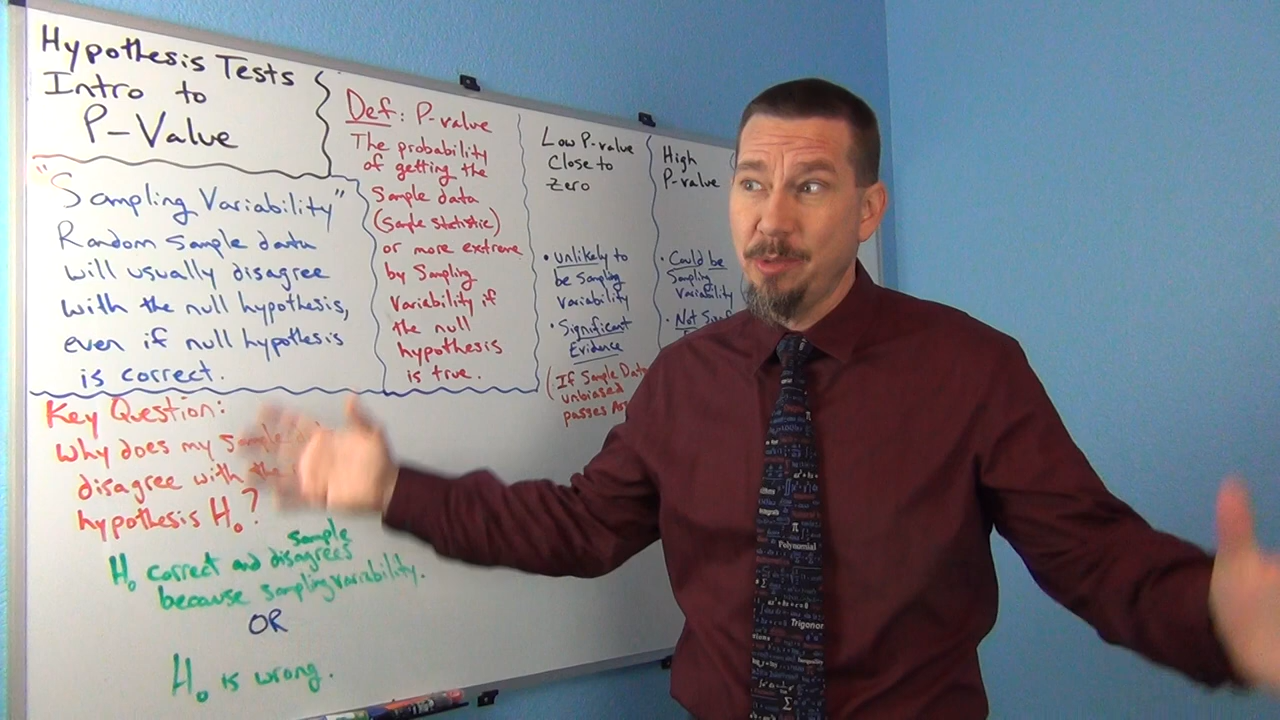 Hypothesis Tests
Intro to
P-Value
"Sampling Variability"
Random sample data
will usually disagree
with the null hypothesis,
even if null hypothesis
is correct.
Def: P-value
The probability
of getting the
sample data
(sample statistic)
or more extreme
by sampling
variability if
the null
hypothesis
is true.
Low P-value
Close to
Zero
• unlikely to
be sampling
variability
• Significant
Evidence
(If Sample Data
unbiased
passes
High
P-value
• Could be
Sampling
Variability
• Not
Key Question:
Why does my
disagree with the
hypothesis H₀?
H₀ correct and sample disagrees
because sampling variability.
OR
H₀ is wrong.
π
Polynomial
Σ